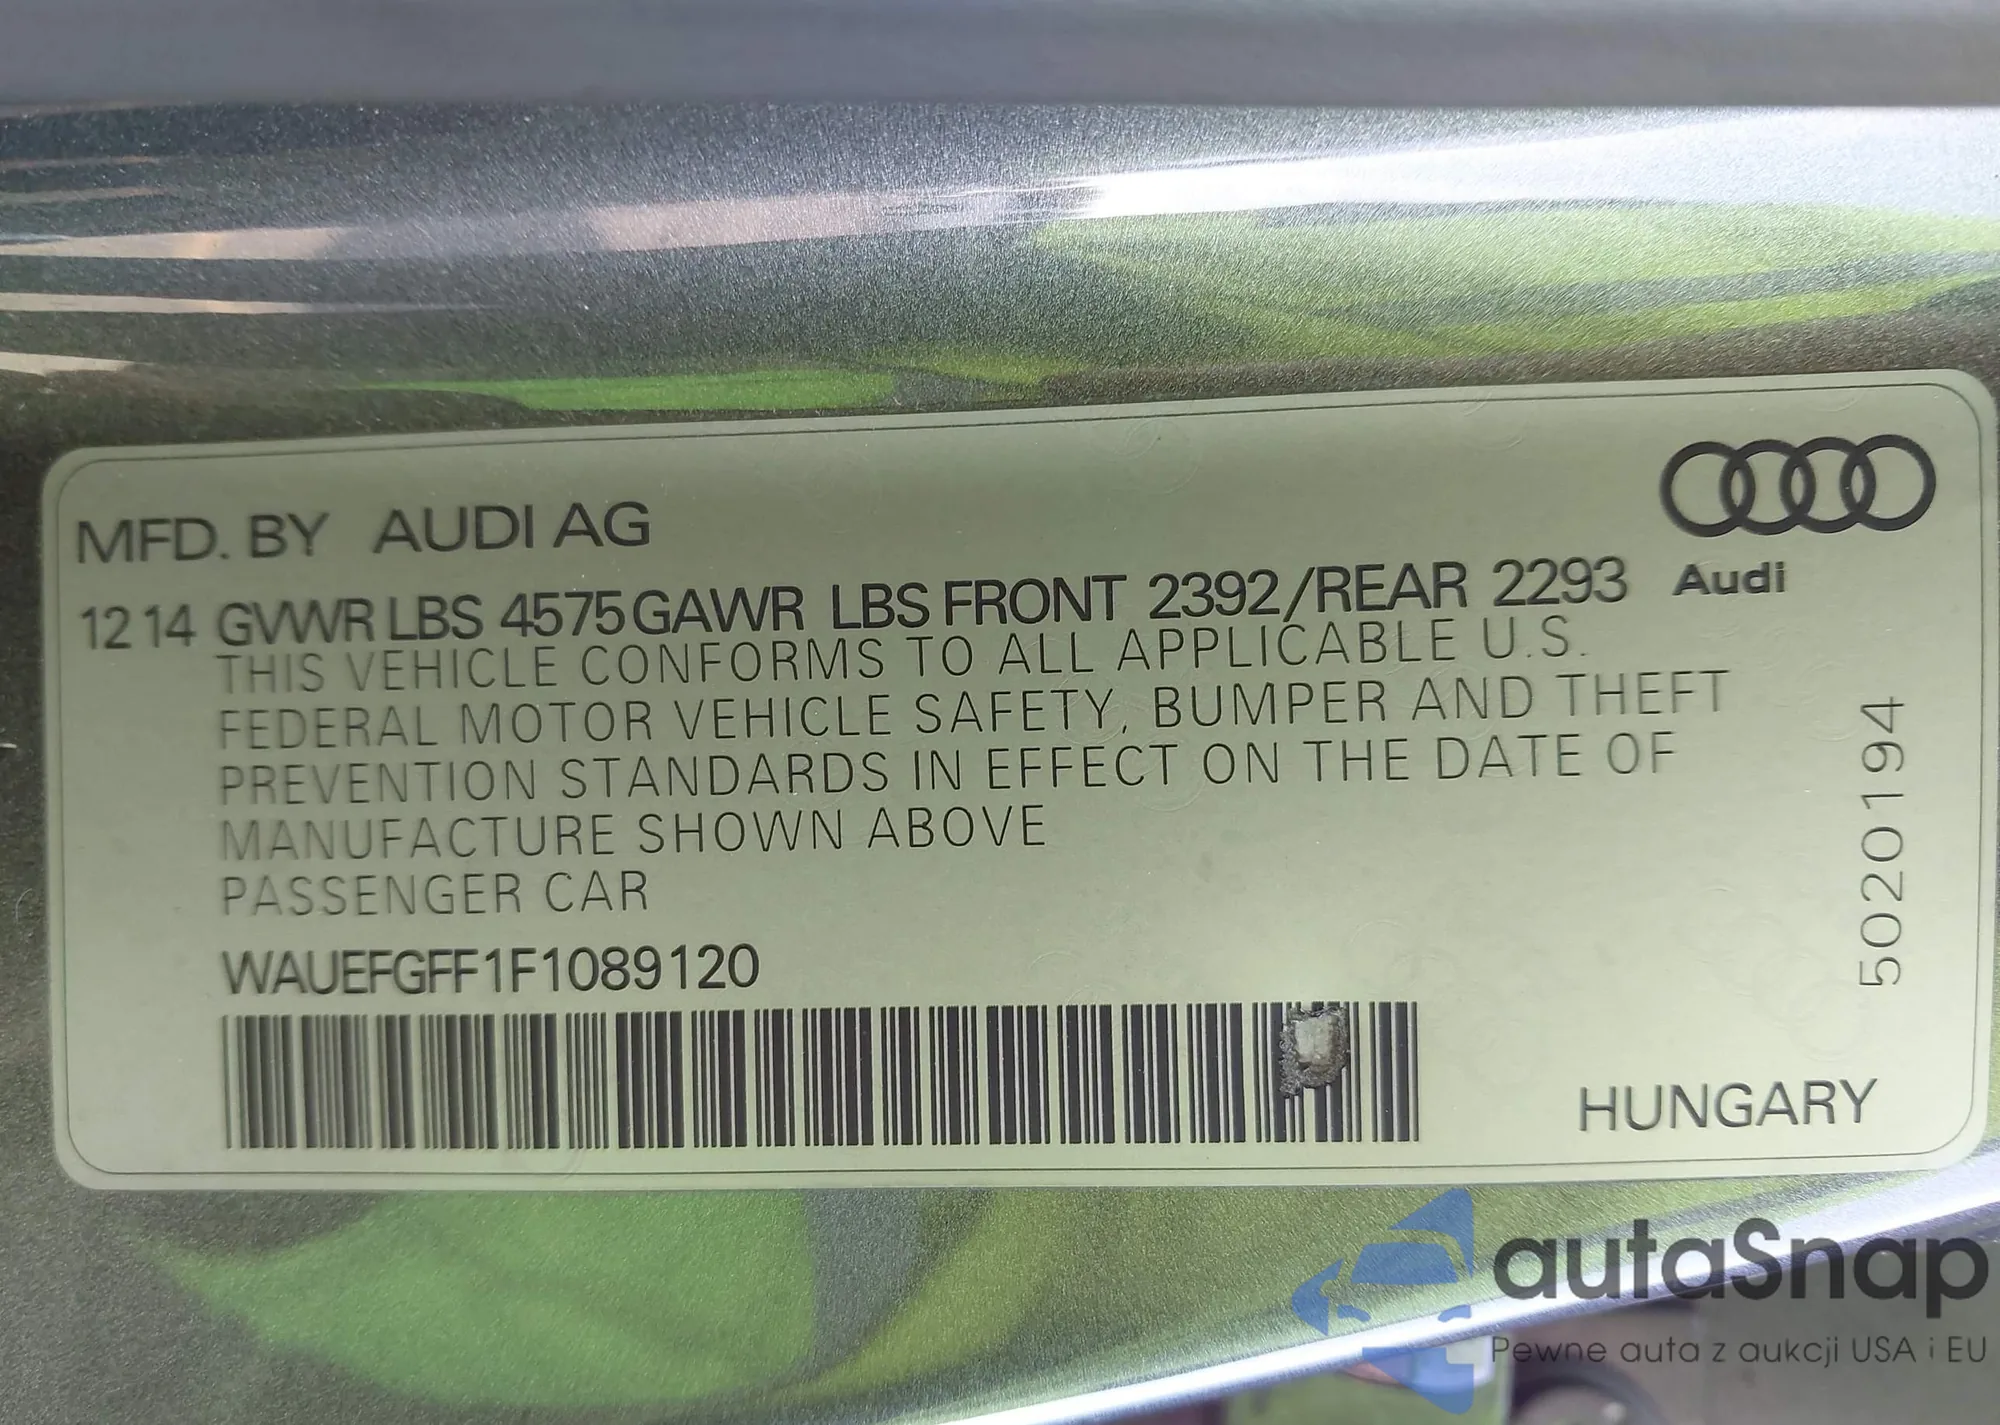 MFD. BY AUDI AG
12 14 GVWR LBS 4575 GAWR LBS FRONT 2392/REAR 2293
Audi
THIS VEHICLE CONFORMS TO ALL APPLICABLE U.S.
FEDERAL MOTOR VEHICLE SAFETY, BUMPER AND THEFT
PREVENTION STANDARDS IN EFFECT ON THE DATE OF
MANUFACTURE SHOWN ABOVE
PASSENGER CAR
WAUEFGFF1F1089120
5020194
HUNGARY
autaSnap
Pewne auta z aukcji USA i EU